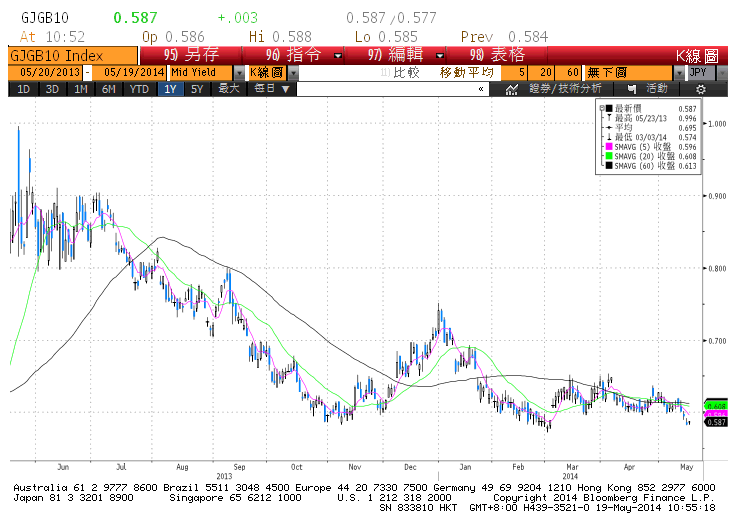 GJGB10 0.587 +.003 0.587/0.577
At 10:52 Op 0.586 Hi 0.588 Lo 0.585 Prev 0.584
GJGB10 Index 95) 另存 96) 指令 97) 編輯 98) 表格 K線圖
05/20/2013 - 05/19/2014 Mid Yield K線圖 比較 移動平均 5 20 60 無下圖 JPY
1D 3D 1M 6M YTD 1Y 5Y 最大 每日 ▼ « 證券/技術分析 活動
最新價 0.587
最高 05/23/13 0.996
平均 0.695
最低 03/03/14 0.574
SMAVG (5) 收盤 0.596
SMAVG (20) 收盤 0.608
SMAVG (60) 收盤 0.613
1.000
0.900
0.800
0.700
0.608
0.587
Jun Jul Aug Sep Oct Nov Dec Jan Feb Mar Apr May
2013 2014
Australia 61 2 9777 8600 Brazil 5511 3048 4500 Europe 44 20 7330 7500 Germany 49 69 9204 1210 Hong Kong 852 2977 6000
Japan 81 3 3201 8900 Singapore 65 6212 1000 U.S. 1 212 318 2000 Copyright 2014 Bloomberg Finance L.P.
SN 833810 HKT GMT+8:00 H439-3521-0 19-May-2014 10:55:18